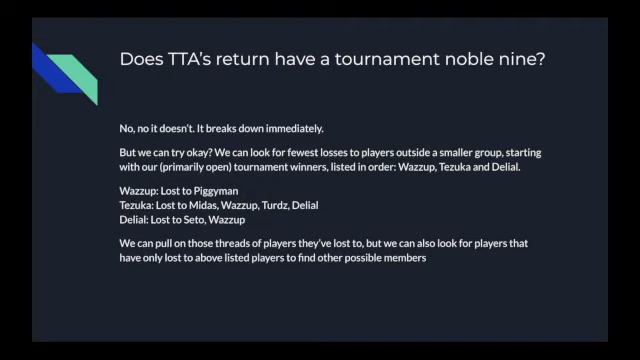 Does TTA's return have a tournament noble nine?
No, no it doesn't. It breaks down immediately.
But we can try okay? We can look for fewest losses to players outside a smaller group, starting
with our (primarily open) tournament winners, listed in order: Wazzup, Tezuka and Delial.
Wazzup: Lost to Piggyman
Tezuka: Lost to Midas, Wazzup, Turdz, Delial
Delial: Lost to Seto, Wazzup
We can pull on those threads of players they've lost to, but we can also look for players that
have only lost to above listed players to find other possible members